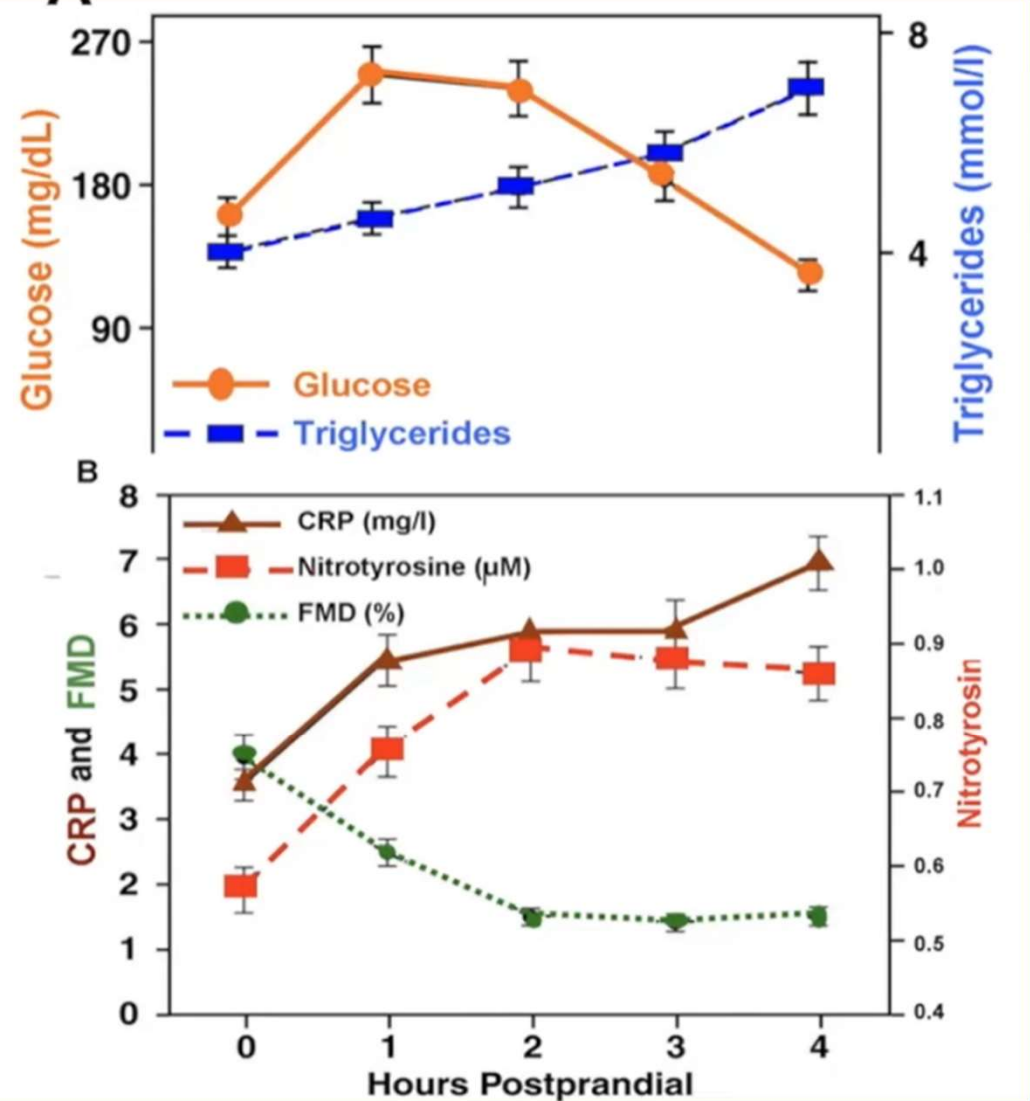 270
180
90
Glucose (mg/dL)
8
4
Triglycerides (mmol/l)
Glucose
Triglycerides
B
8
7
6
5
4
3
2
1
0
CRP and FMD
CRP (mg/l)
Nitrotyrosine (µM)
FMD (%)
1.1
1.0
0.9
0.8
0.7
0.6
0.5
0.4
Nitrotyrosin
0 1 2 3 4
Hours Postprandial